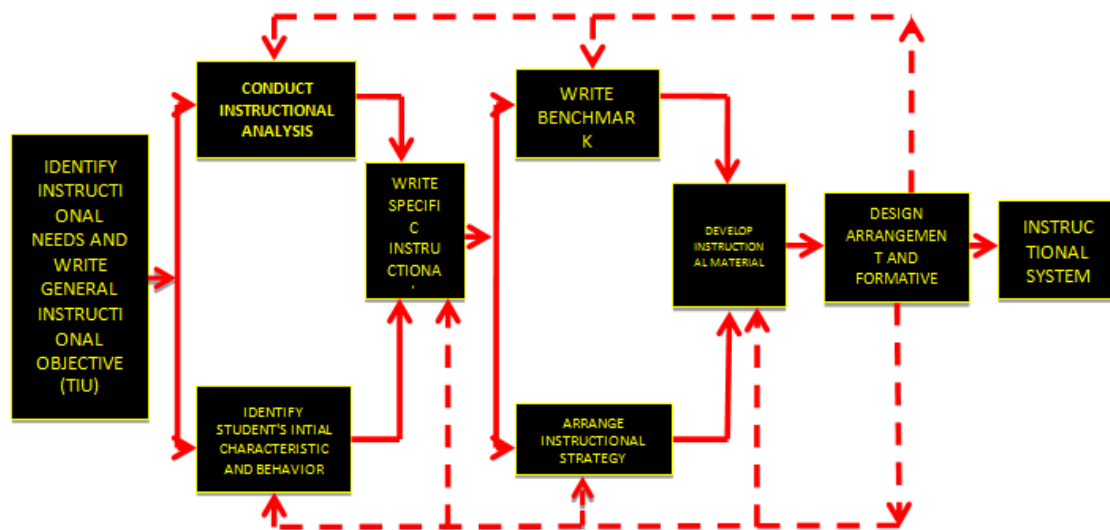 IDENTIFY
INSTRUCTI
ONAL
NEEDS AND
WRITE
GENERAL
INSTRUCTI
ONAL
OBJECTIVE
(TIU)
CONDUCT
INSTRUCTIONAL
ANALYSIS
IDENTIFY
STUDENT'S INTIAL
CHARACTERISTIC
AND BEHAVIOR
WRITE
SPECIFI
C
INSTRUCTIONA
WRITE
BENCHMAR
K
ARRANGE
INSTRUCTIONAL
STRATEGY
DEVELOP
INSTRUCTION
AL MATERIAL
DESIGN
ARRANGEMEN
T AND
FORMATIVE
INSTRUC
TIONAL
SYSTEM